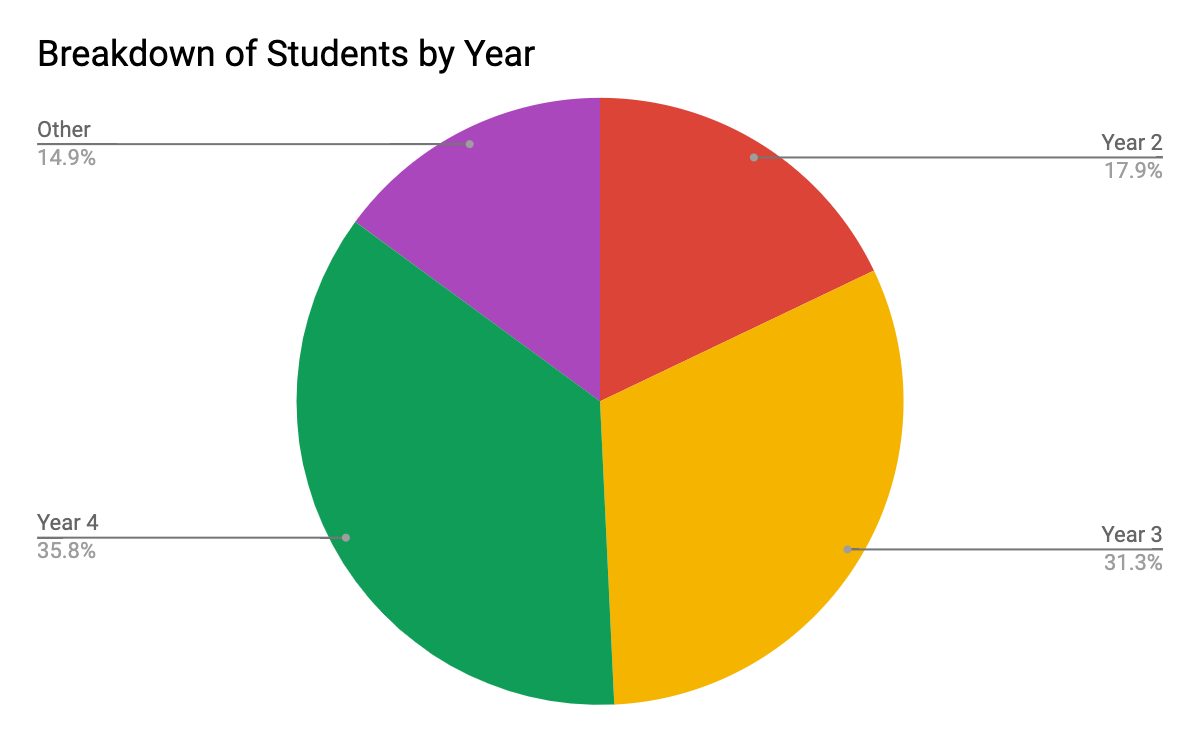 Breakdown of Students by Year
Other
14.9%
Year 2
17.9%
Year 4
35.8%
Year 3
31.3%